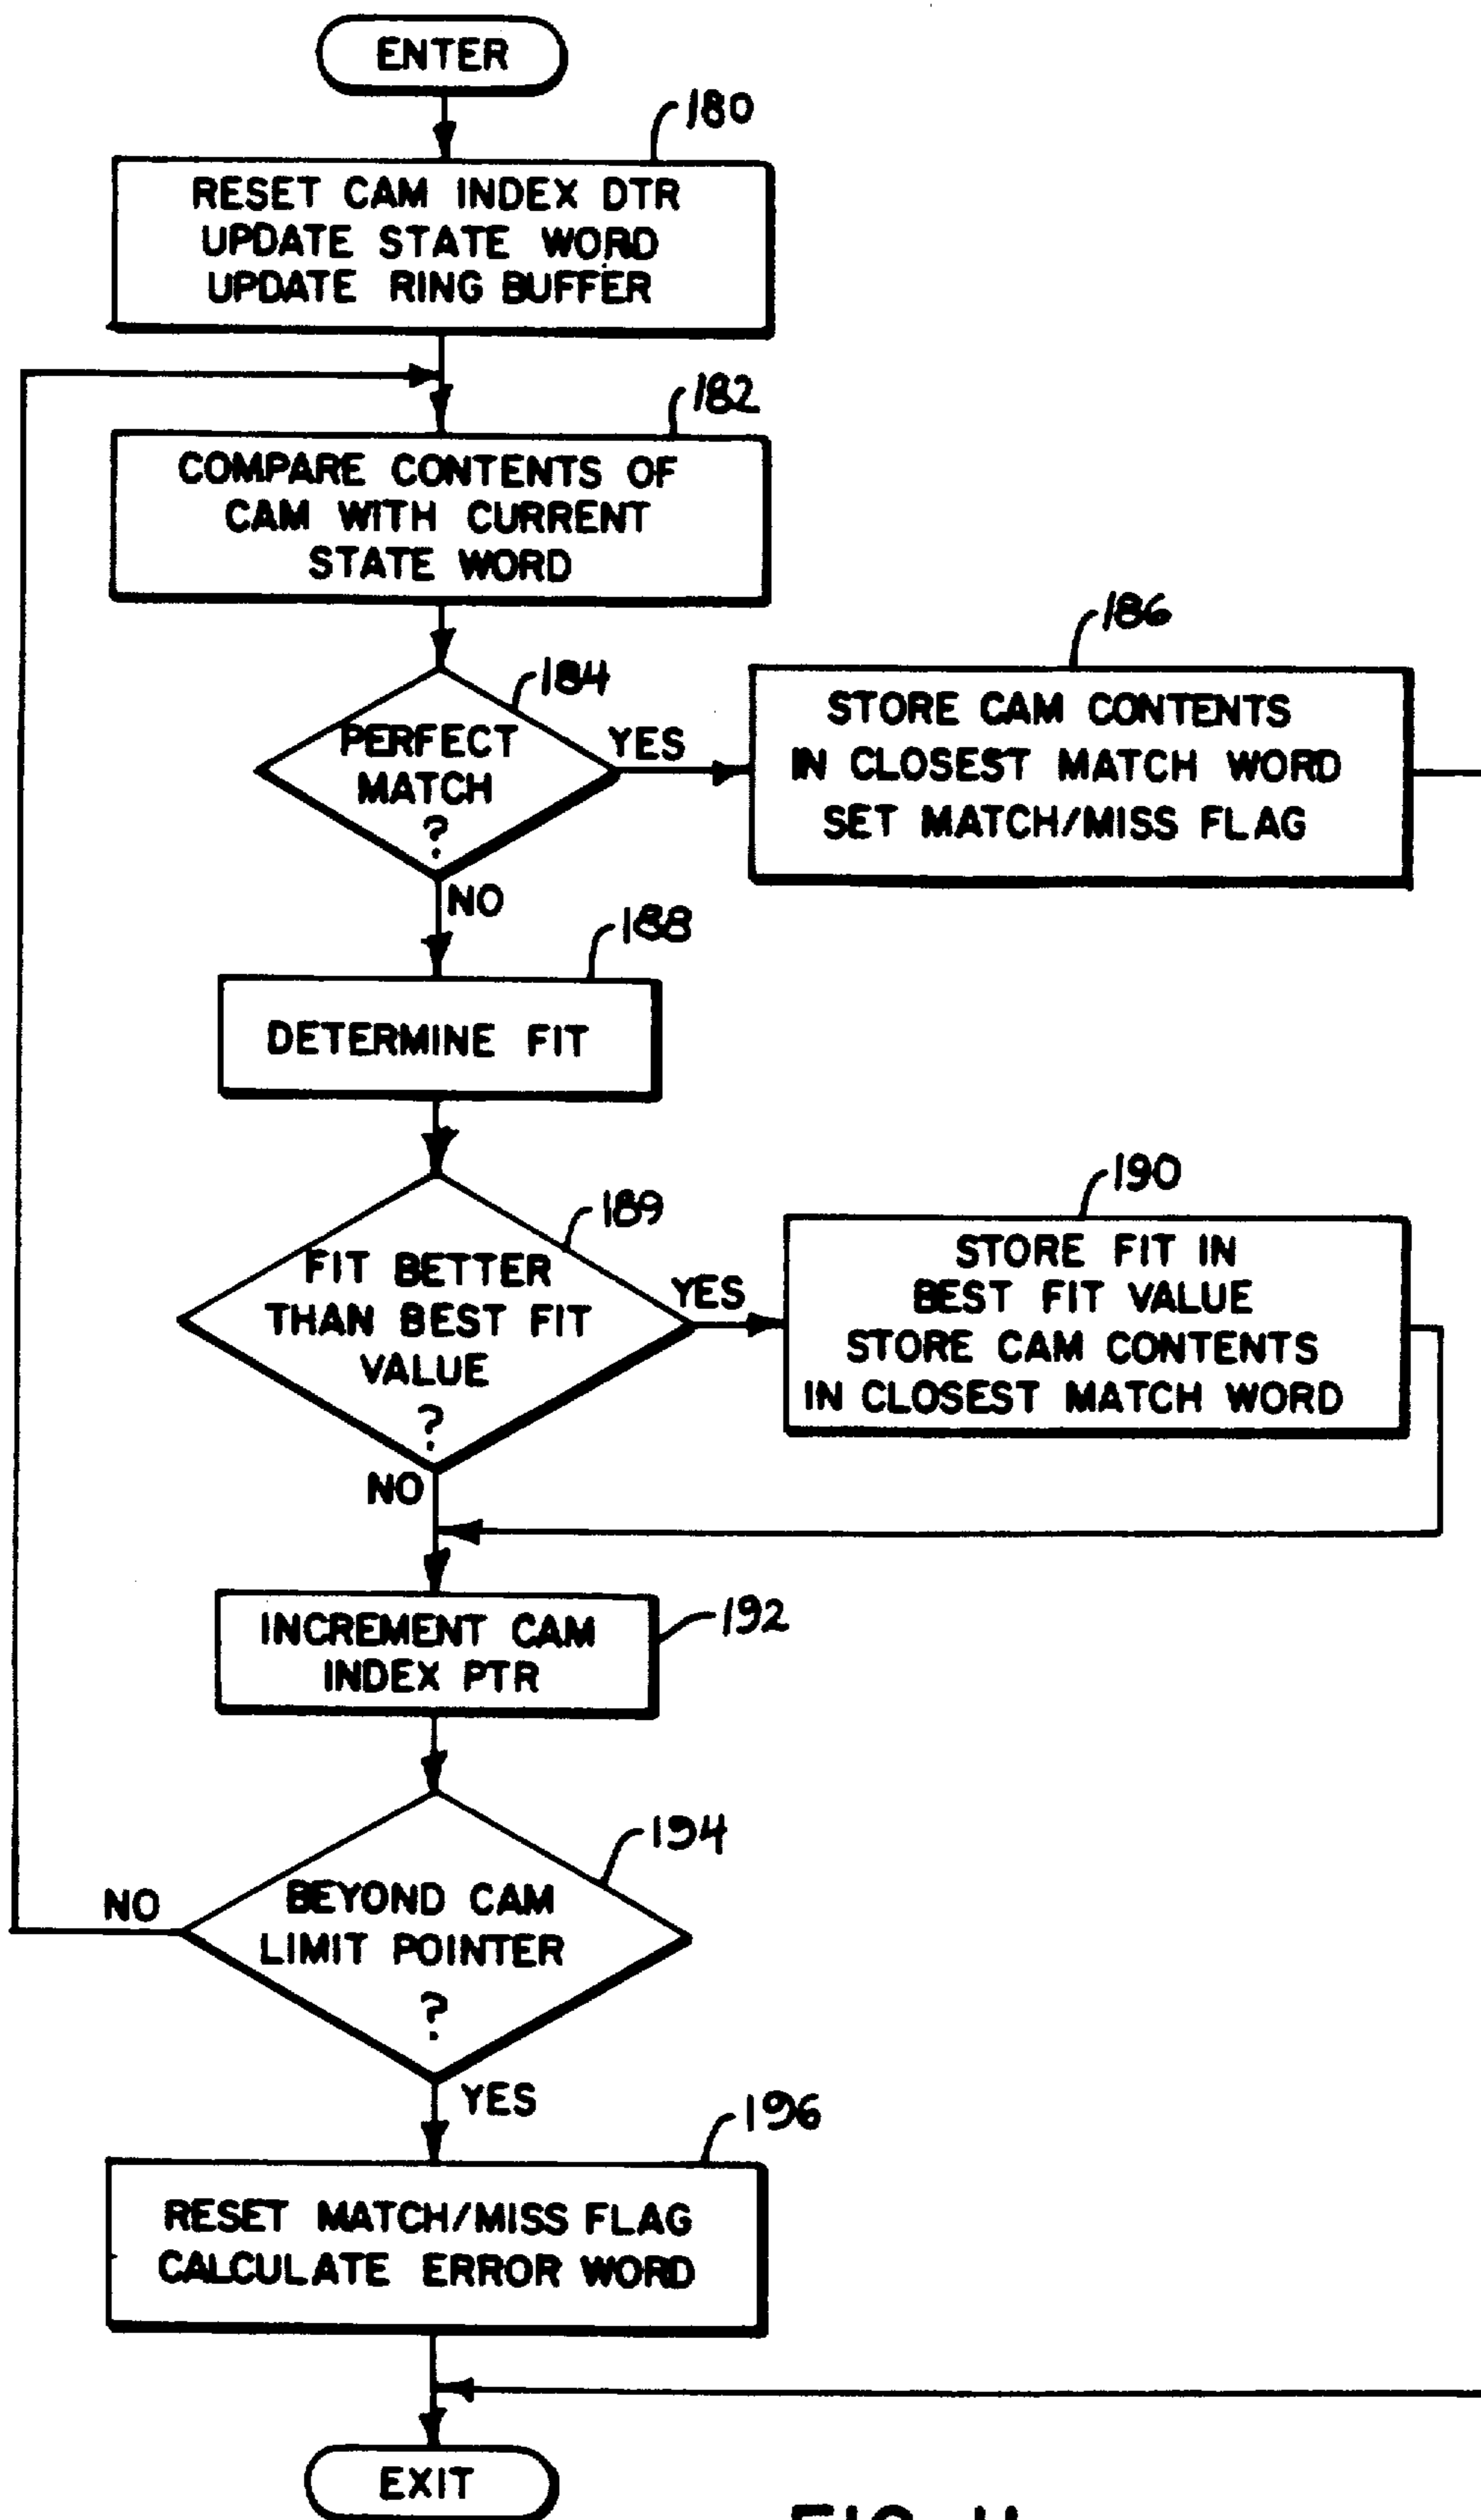 ENTER
180
RESET CAM INDEX DTR
UPDATE STATE WORD
UPDATE RING BUFFER
182
COMPARE CONTENTS OF
CAM WITH CURRENT
STATE WORD
184
PERFECT
MATCH
?
YES
186
STORE CAM CONTENTS
IN CLOSEST MATCH WORD
SET MATCH/MISS FLAG
NO
188
DETERMINE FIT
189
FIT BETTER
THAN BEST FIT
VALUE
?
YES
190
STORE FIT IN
BEST FIT VALUE
STORE CAM CONTENTS
IN CLOSEST MATCH WORD
NO
192
INCREMENT CAM
INDEX PTR
194
BEYOND CAM
LIMIT POINTER
?
NO
YES
196
RESET MATCH/MISS FLAG
CALCULATE ERROR WORD
EXIT